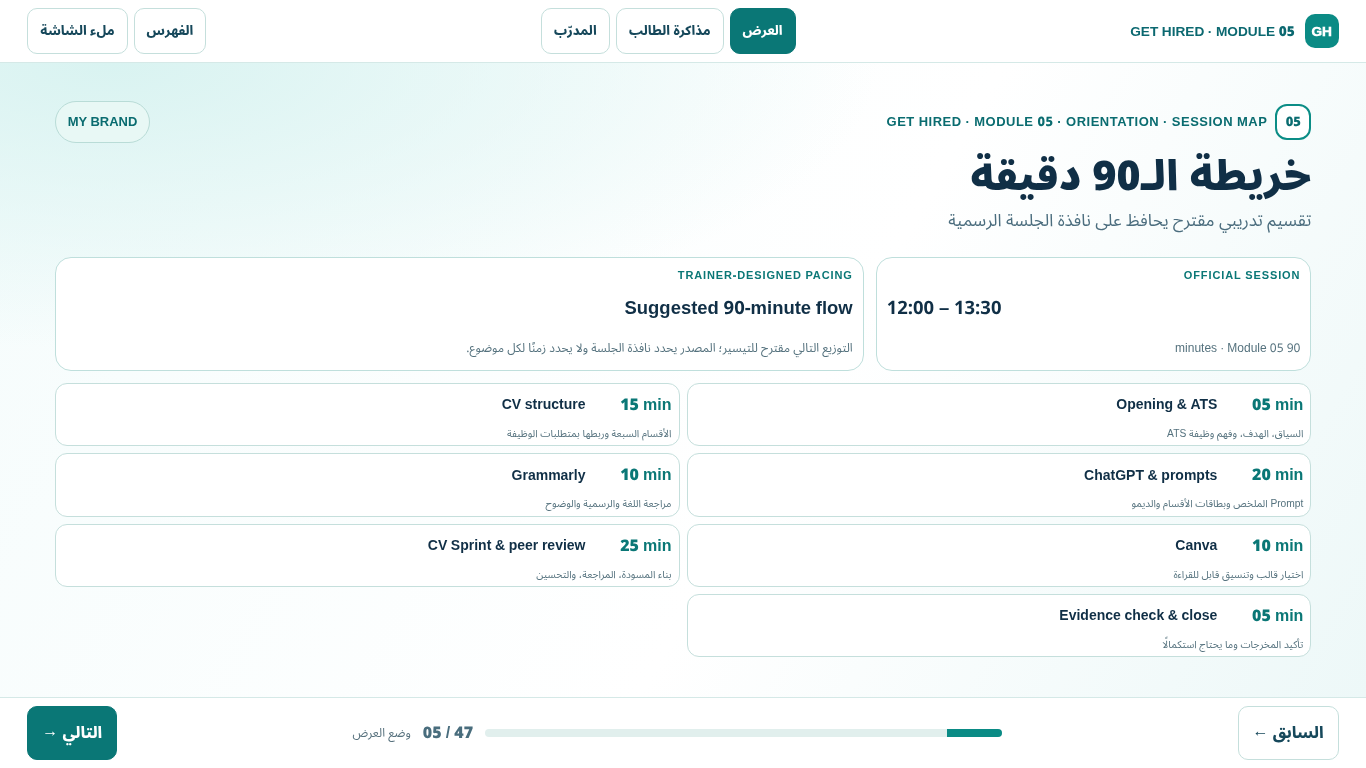 GH GET HIRED · MODULE 05
العرض
مذاكرة الطالب
المدرّب
الفهرس
ملء الشاشة
05 GET HIRED · MODULE 05 · ORIENTATION · SESSION MAP
MY BRAND
خريطة الـ90 دقيقة
تقسيم تدريبي مقترح يحافظ على نافذة الجلسة الرسمية
OFFICIAL SESSION
12:00 – 13:30
minutes · Module 05 90
TRAINER-DESIGNED PACING
Suggested 90-minute flow
التوزيع التالي مقترح للتيسير؛ المصدر يحدد نافذة الجلسة ولا يحدد زمنًا لكل موضوع.
05 min Opening & ATS
السياق، الهدف، وفهم وظيفة ATS
15 min CV structure
الأقسام السبعة وربطها بمتطلبات الوظيفة
20 min ChatGPT & prompts
Prompt الملخص وبطاقات الأقسام والديمو
10 min Grammarly
مراجعة اللغة والرسمية والوضوح
10 min Canva
اختيار قالب وتنسيق قابل للقراءة
25 min CV Sprint & peer review
بناء المسودة، المراجعة، والتحسين
05 min Evidence check & close
تأكيد المخرجات وما يحتاج استكمالًا
السابق ←
05 / 47 وضع العرض
التالي →